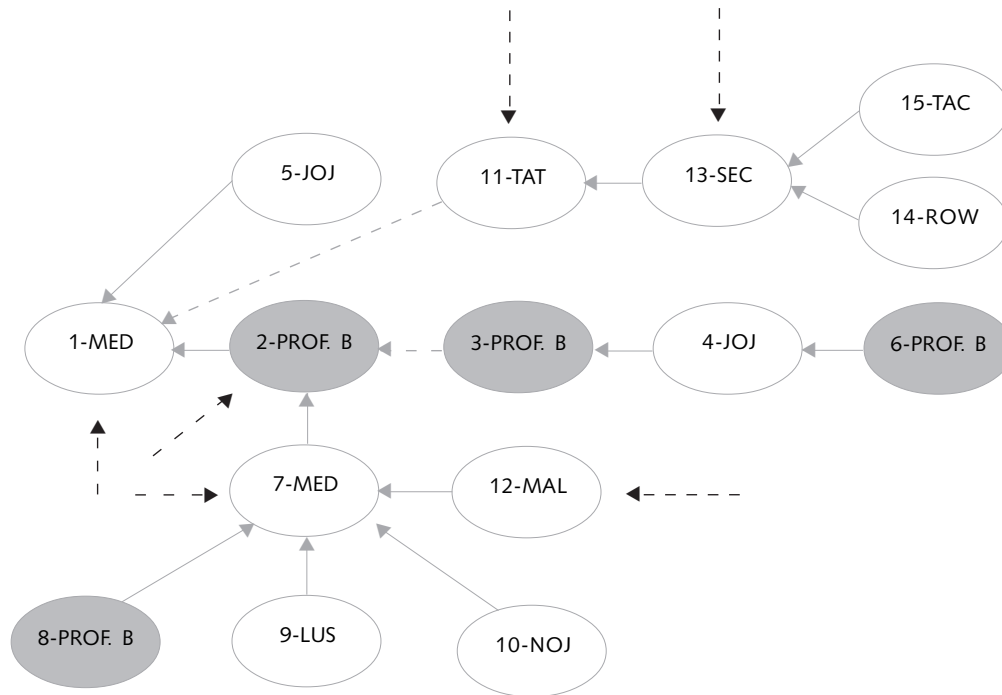 15-TAC
5-JOJ
11-TAT
13-SEC
14-ROW
1-MED
2-PROF. B
3-PROF. B
4-JOJ
6-PROF. B
7-MED
12-MAL
8-PROF. B
9-LUS
10-NOJ